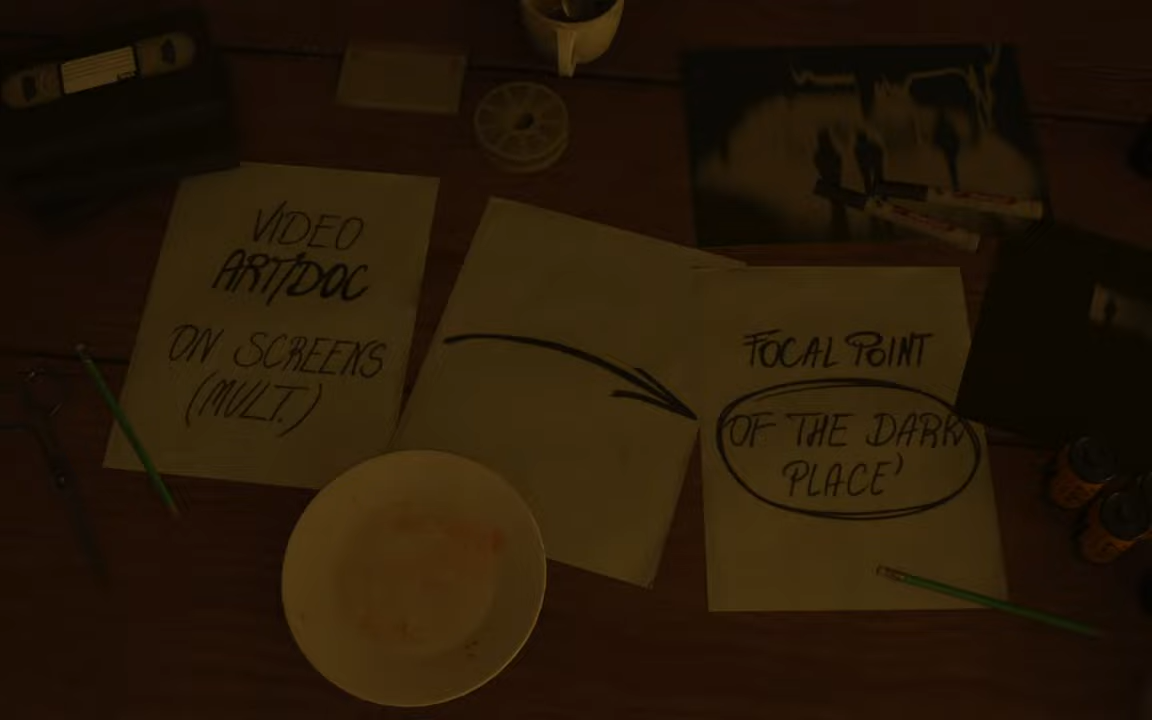 VIDEO
ART/DOC
ON SCREENS
(MULT.)
FOCAL POINT
OF THE DARK
PLACE'